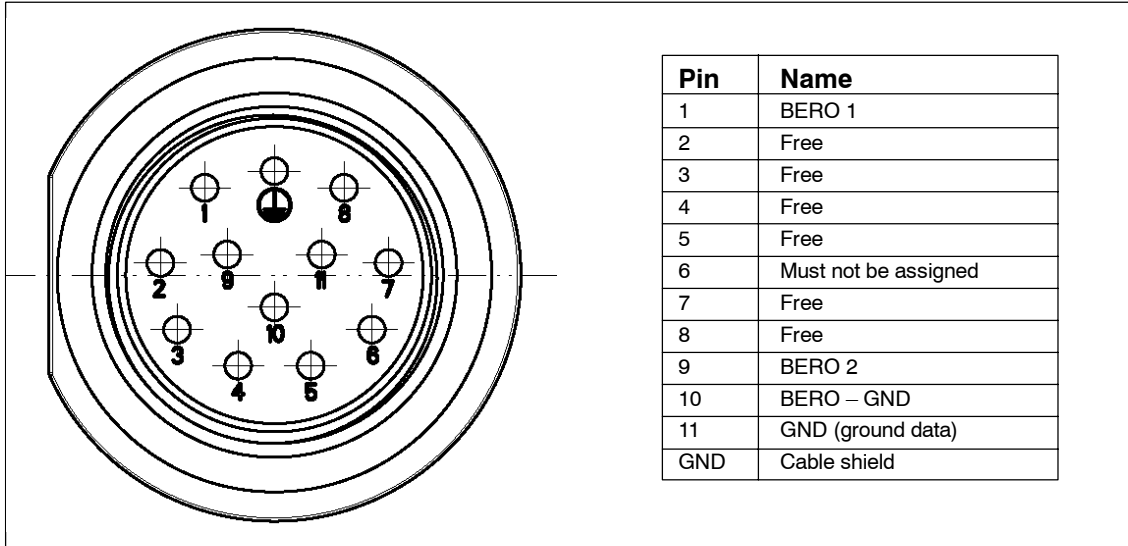 1
8
2
9
11
7
10
3
6
4
5
Pin Name
1 BERO 1
2 Free
3 Free
4 Free
5 Free
6 Must not be assigned
7 Free
8 Free
9 BERO 2
10 BERO – GND
11 GND (ground data)
GND Cable shield